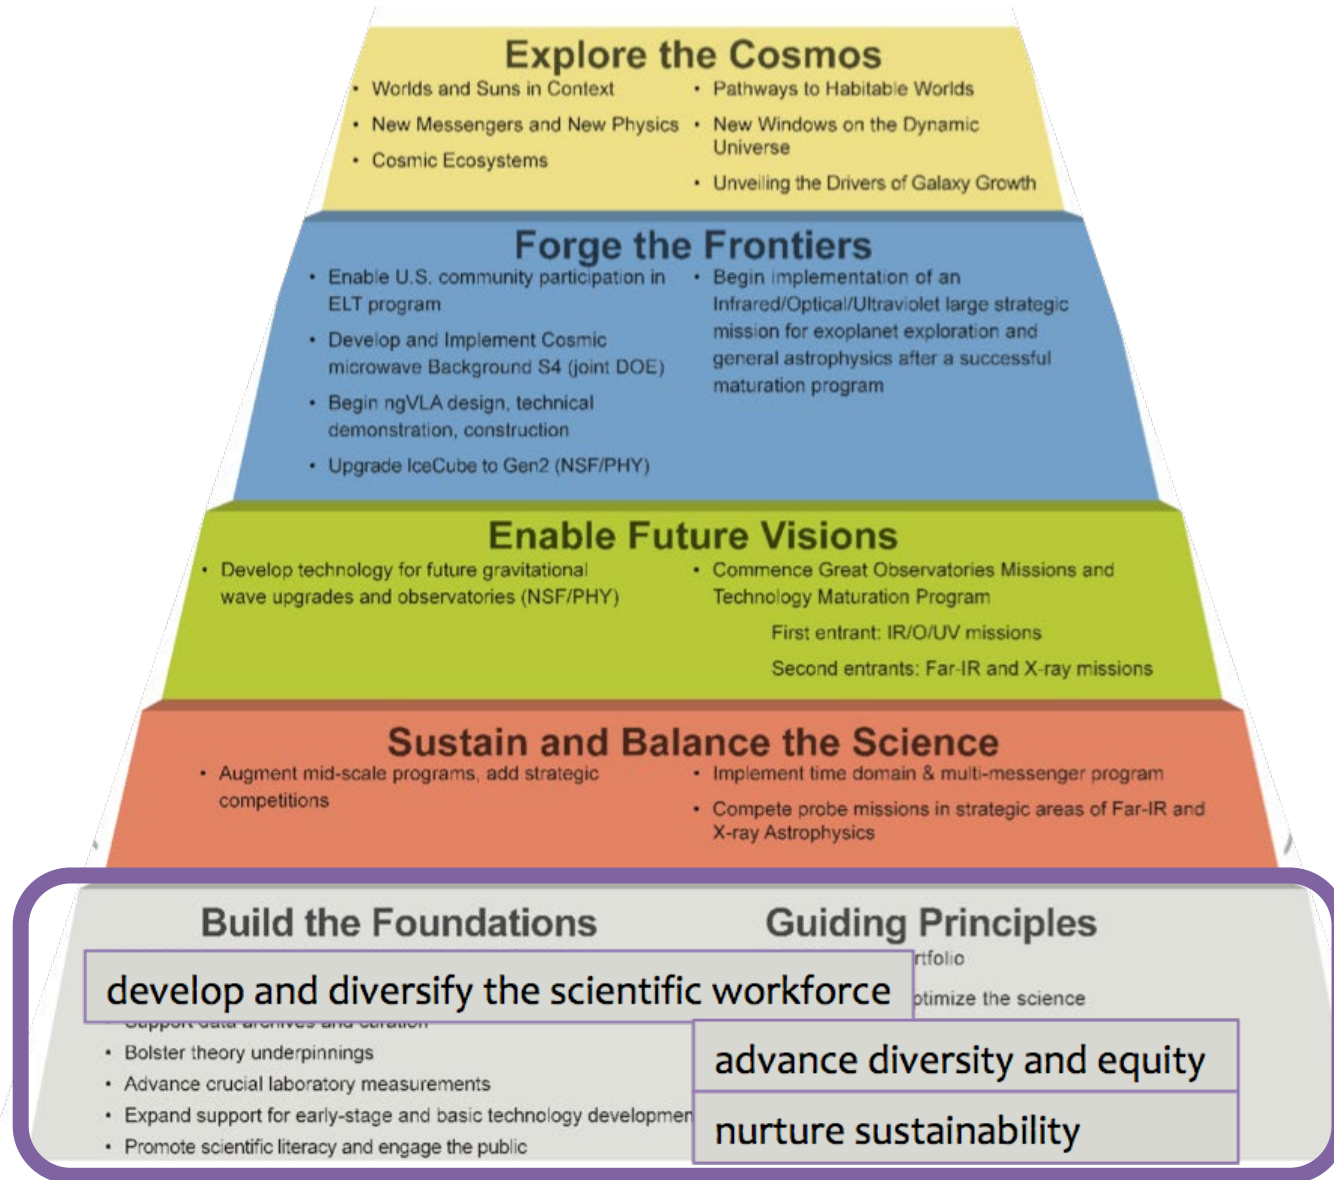 Explore the Cosmos
• Worlds and Suns in Context
• New Messengers and New Physics
• Cosmic Ecosystems
• Pathways to Habitable Worlds
• New Windows on the Dynamic
Universe
• Unveiling the Drivers of Galaxy Growth
Forge the Frontiers
• Enable U.S. community participation in
ELT program
• Develop and Implement Cosmic
microwave Background S4 (joint DOE)
• Begin ngVLA design, technical
demonstration, construction
• Upgrade IceCube to Gen2 (NSF/PHY)
• Begin implementation of an
Infrared/Optical/Ultraviolet large strategic
mission for exoplanet exploration and
general astrophysics after a successful
maturation program
Enable Future Visions
• Develop technology for future gravitational
wave upgrades and observatories (NSF/PHY)
• Commence Great Observatories Missions and
Technology Maturation Program
First entrant: IR/O/UV missions
Second entrants: Far-IR and X-ray missions
Sustain and Balance the Science
• Augment mid-scale programs, add strategic
competitions
• Implement time domain & multi-messenger program
• Compete probe missions in strategic areas of Far-IR and
X-ray Astrophysics
Build the Foundations
develop and diversify the scientific workforce
• Support data archives and curation
• Bolster theory underpinnings
• Advance crucial laboratory measurements
• Expand support for early-stage and basic technology developmen
• Promote scientific literacy and engage the public
Guiding Principles
rtfolio
ptimize the science
advance diversity and equity
nurture sustainability